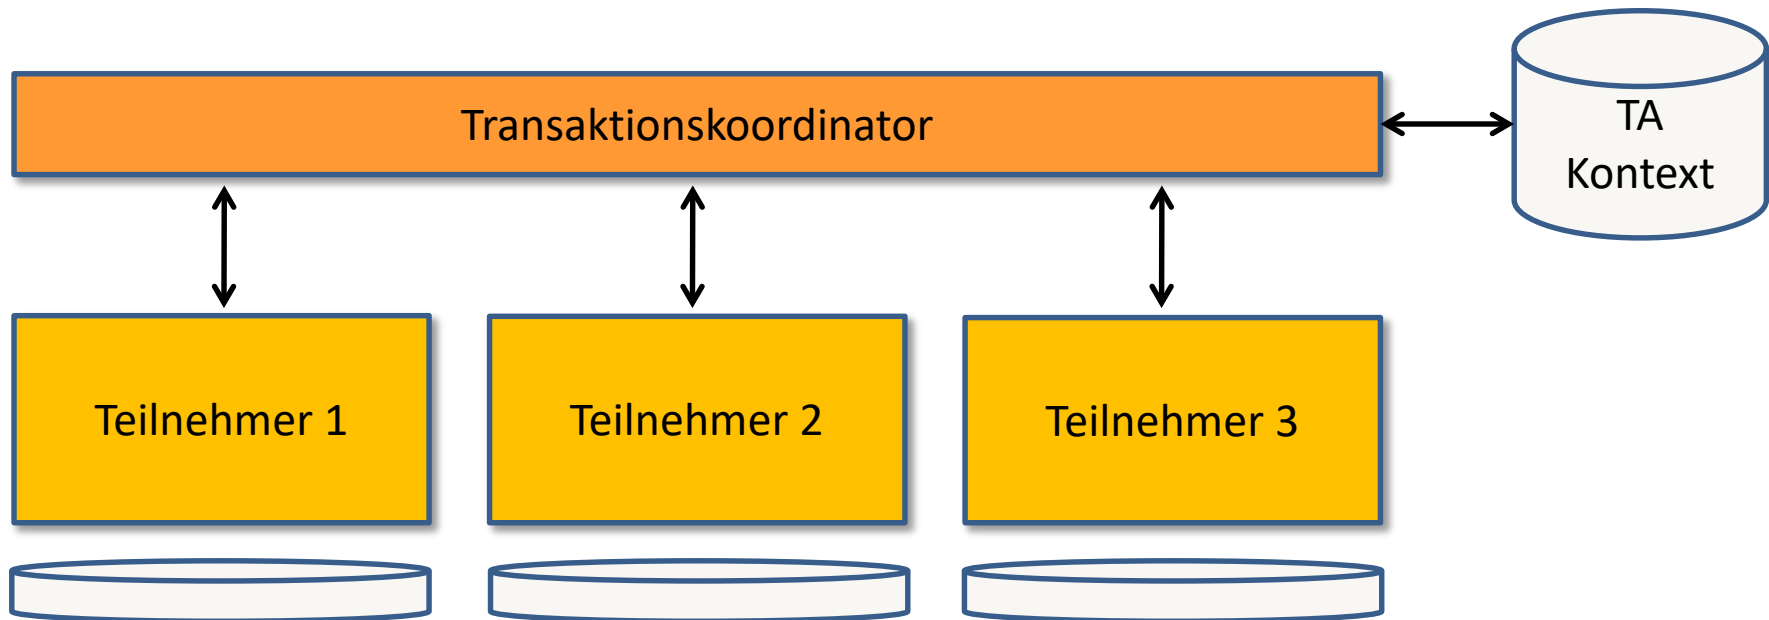 Transaktionskoordinator
TA
Kontext
Teilnehmer 1
Teilnehmer 2
Teilnehmer 3